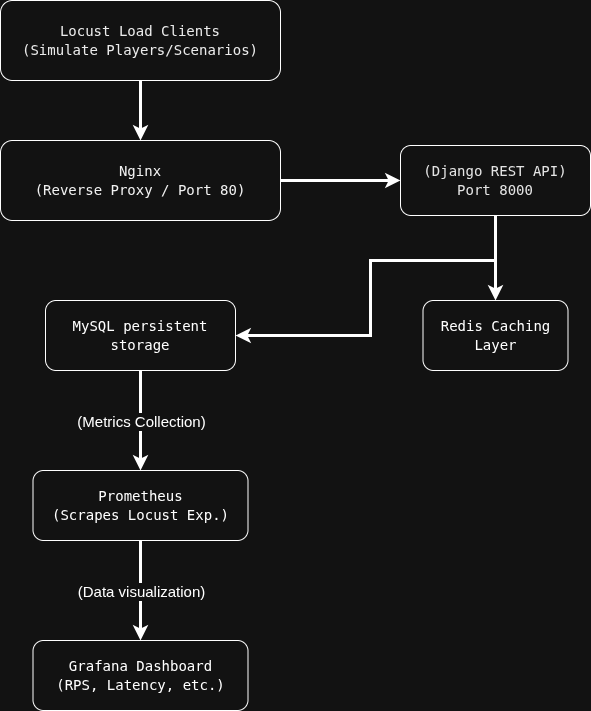 Locust Load Clients
(Simulate Players/Scenarios)
Nginx
(Reverse Proxy / Port 80)
(Django REST API)
Port 8000
MySQL persistent
storage
Redis Caching
Layer
(Metrics Collection)
Prometheus
(Scrapes Locust Exp.)
(Data visualization)
Grafana Dashboard
(RPS, Latency, etc.)